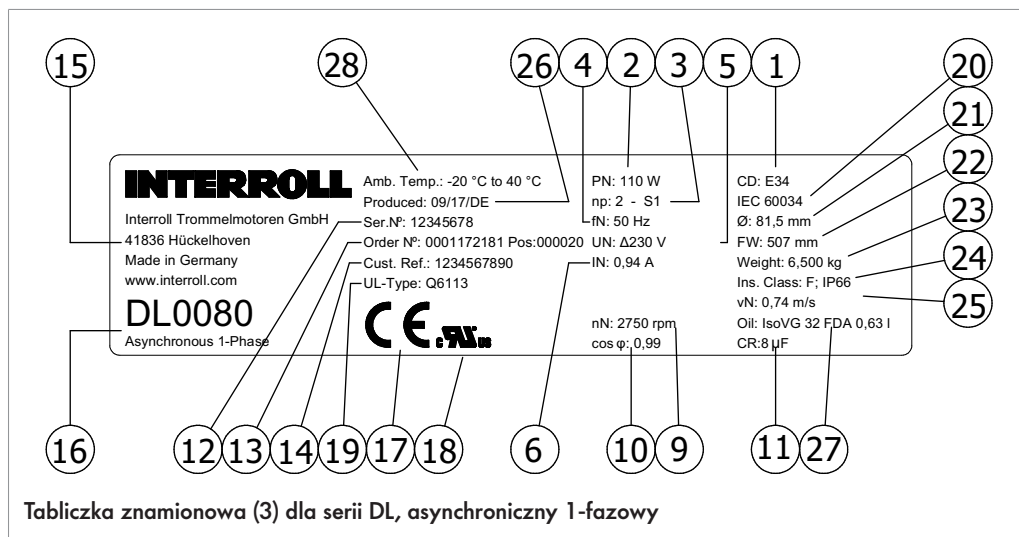 15 28 26 4 2 3 5 1 20
21
22
23
24
25
INTERROLL
Interroll Trommelmotoren GmbH
41836 Hückelhoven
Made in Germany
www.interroll.com
DL0080
Asynchronous 1-Phase
Amb. Temp.: -20 °C to 40 °C
Produced: 09/17/DE
Ser.Nº: 12345678
Order Nº: 0001172181 Pos:000020
Cust. Ref.: 1234567890
UL-Type: Q6113
CE c RU us
PN: 110 W
np: 2 - S1
fN: 50 Hz
UN: Δ230 V
IN: 0,94 A
nN: 2750 rpm
cos φ: 0,99
CD: E34
IEC 60034
Ø: 81,5 mm
FW: 507 mm
Weight: 6,500 kg
Ins. Class: F; IP66
vN: 0,74 m/s
Oil: IsoVG 32 FDA 0,63 l
CR:8 µF
16 12 13 14 19 17 18 6 10 9 11 27
Tabliczka znamionowa (3) dla serii DL, asynchroniczny 1-fazowy